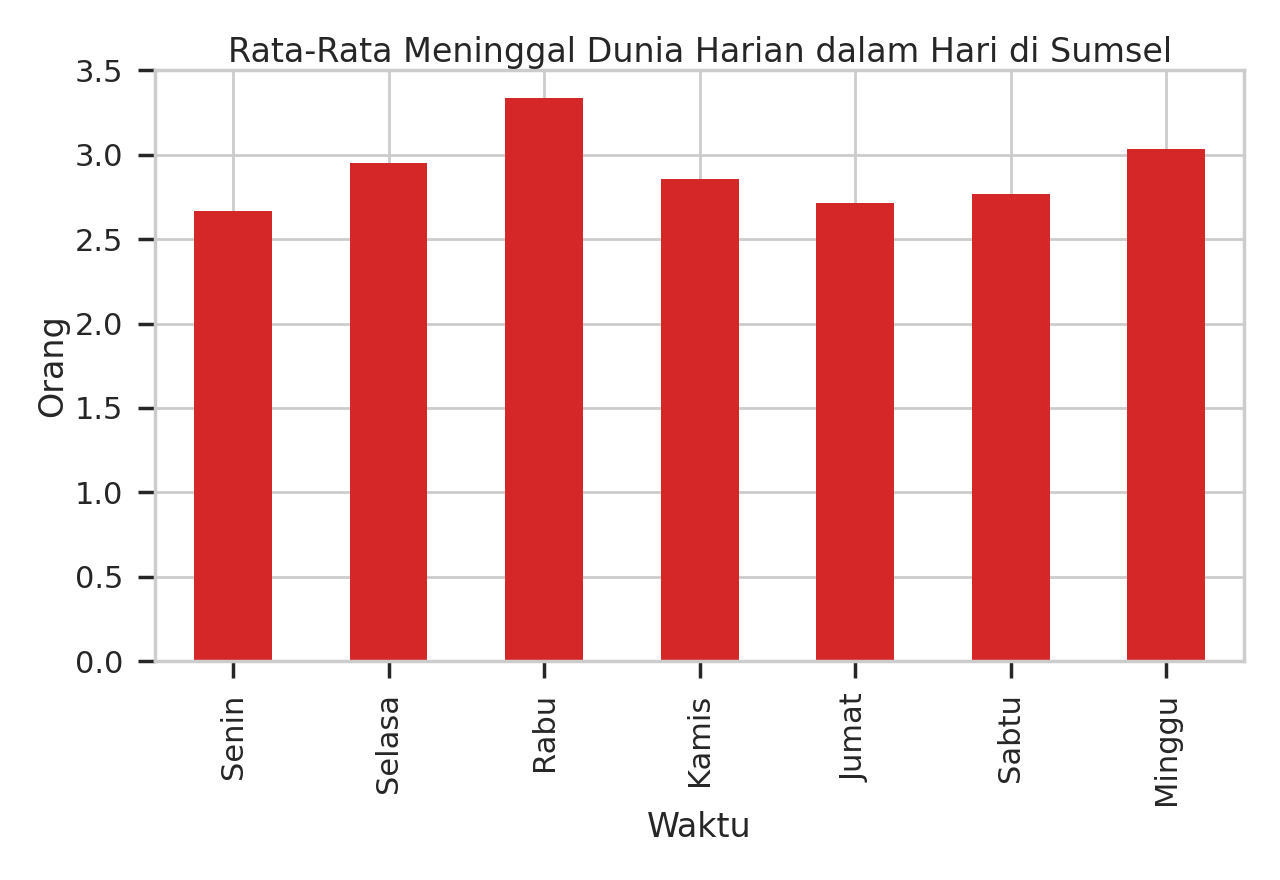 Rata-Rata Meninggal Dunia Harian dalam Hari di Sumsel
3.5
3.0
2.5
2.0
1.5
1.0
0.5
0.0
Orang
Senin
Selasa
Rabu
Kamis
Jumat
Sabtu
Minggu
Waktu